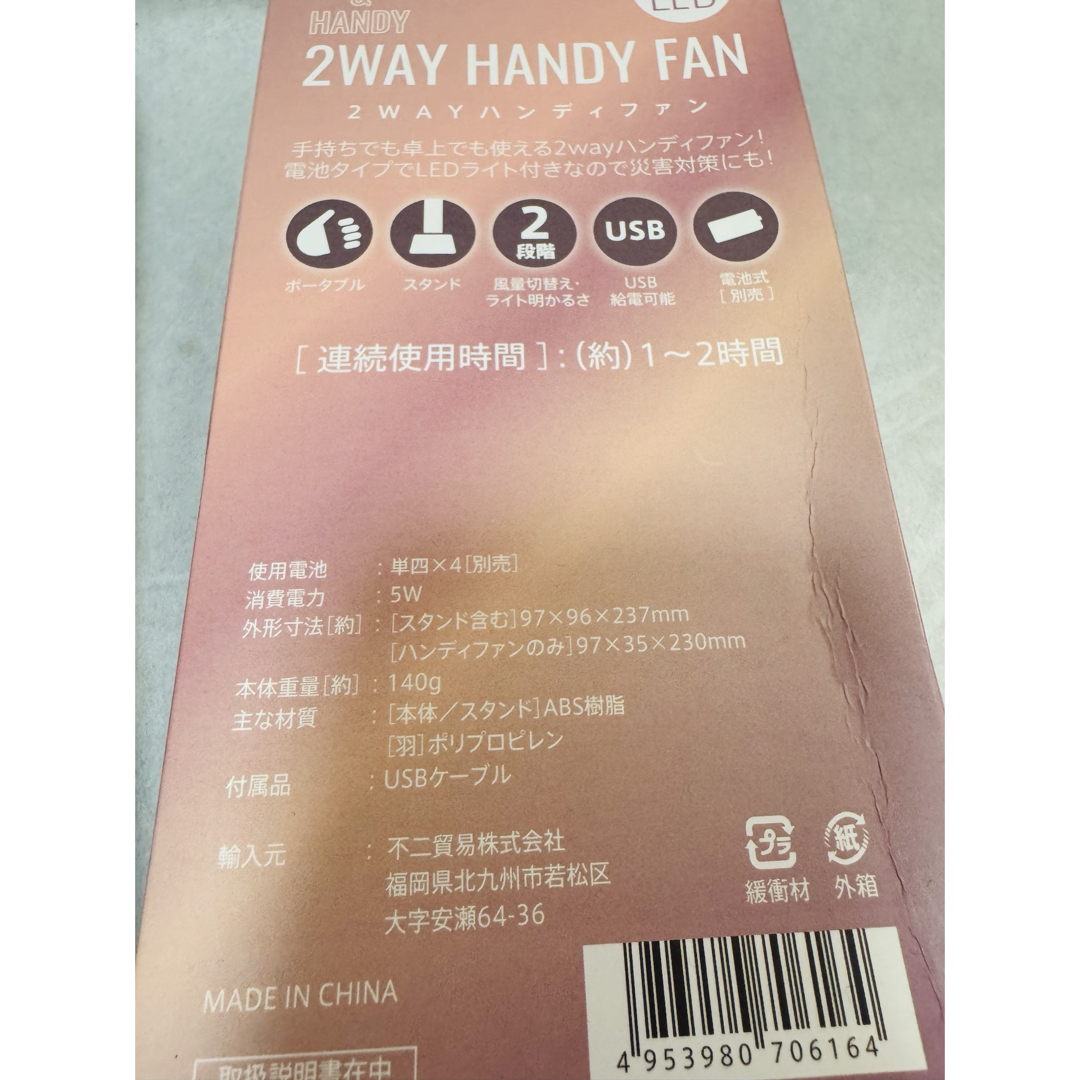 &
HANDY
LED
2WAY HANDY FAN
2WAYハンディファン
手持ちでも卓上でも使える2wayハンディファン!
電池タイプでLEDライト付きなので災害対策にも!
2
段階
USB
ポータブル
スタンド
風量切替え・
ライト明かるさ
USB
給電可能
電池式
[別売]
[連続使用時間]:(約)1〜2時間
使用電池 : 単四×4[別売]
消費電力 : 5W
外形寸法[約] : [スタンド含む]97×96×237mm
[ハンディファンのみ]97×35×230mm
本体重量[約] : 140g
主な材質 : [本体/スタンド]ABS樹脂
[羽]ポリプロピレン
付属品 : USBケーブル
輸入元 : 不二貿易株式会社
福岡県北九州市若松区
大字安瀬64-36
プラ
緩衝材
紙
外箱
MADE IN CHINA
4 953980 706164
取扱説明書在中